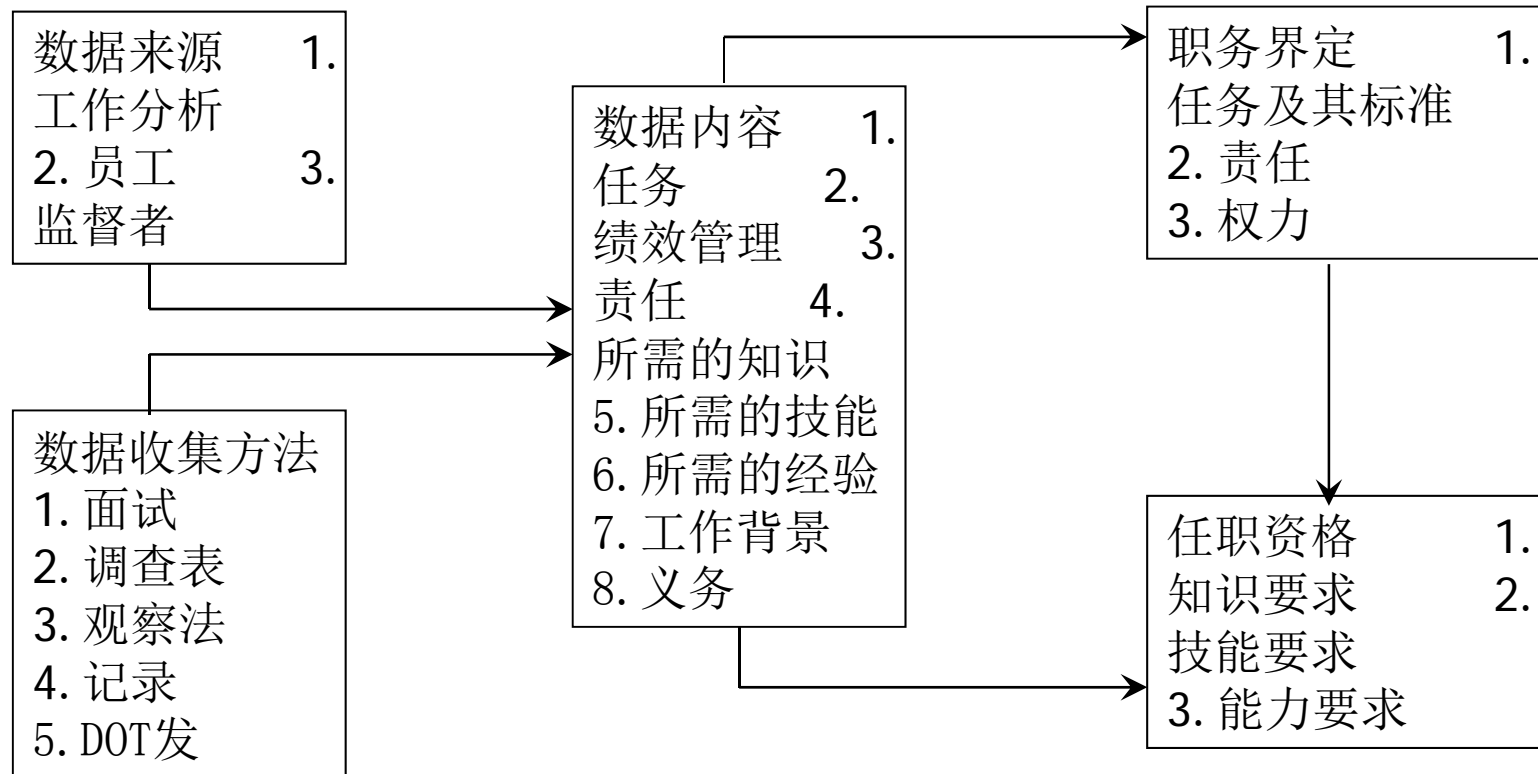 数据来源 1.
工作分析
2.员工 3.
监督者
数据收集方法
1.面试
2.调查表
3.观察法
4.记录
5.DOT发
数据内容 1.
任务 2.
绩效管理 3.
责任 4.
所需的知识
5.所需的技能
6.所需的经验
7.工作背景
8.义务
职务界定 1.
任务及其标准
2.责任
3.权力
任职资格 1.
知识要求 2.
技能要求
3.能力要求